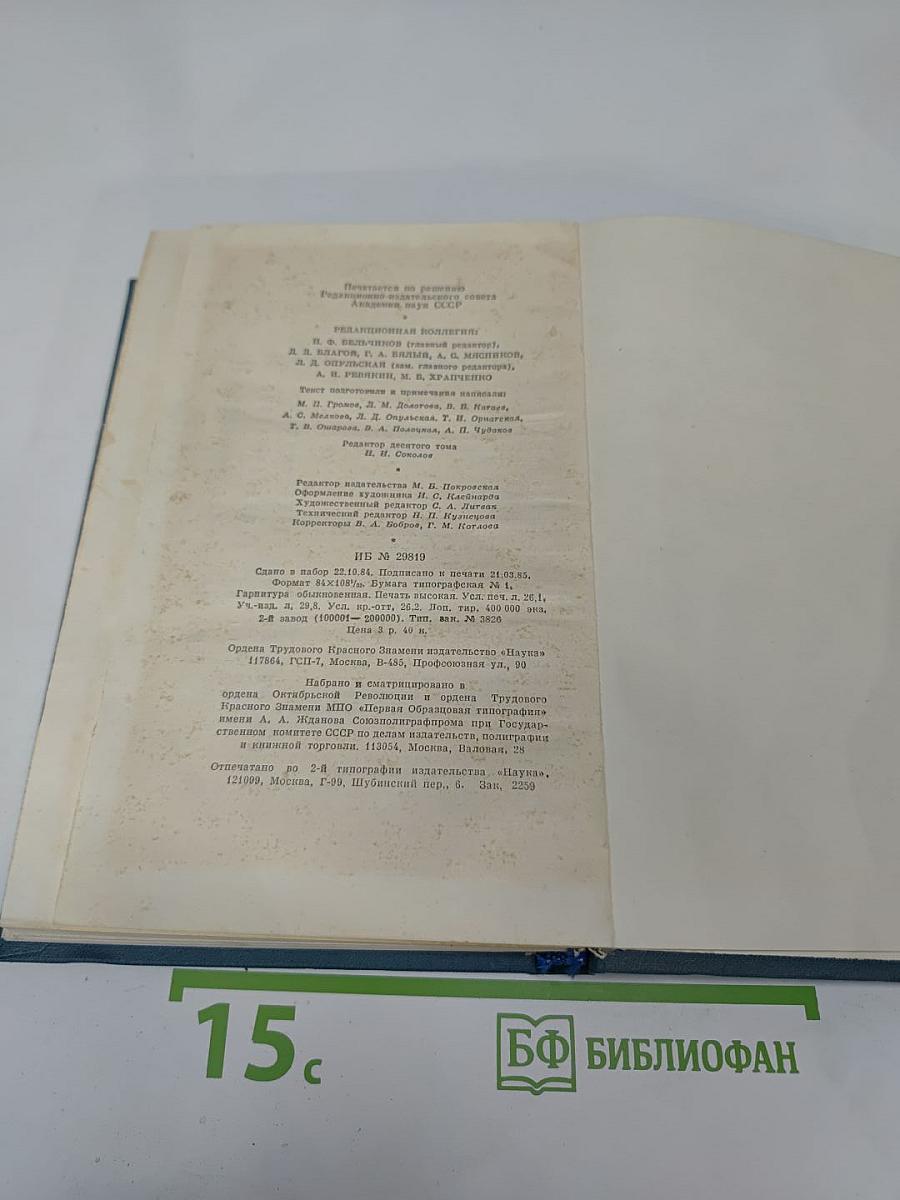 Печатается по решению
Редакционно-издательского совета
Академии наук СССР
*
РЕДАКЦИОННАЯ КОЛЛЕГИЯ:
Н. Ф. БЕЛЬЧИКОВ (главный редактор),
Д. Д. БЛАГОЙ, Г. А. БЯЛЫЙ, А. С. МЯСНИКОВ,
Л. Д. ОПУЛЬСКАЯ (зам. главного редактора),
А. И. РЕВЯКИН, М. Б. ХРАПЧЕНКО
Текст подготовили и примечания написали:
М. П. Громов, Л. М. Долотова, В. Б. Катаев,
А. С. Мелкова, Л. Д. Опульская, Т. И. Орнатская,
Т. В. Ошарова, Э. А. Полоцкая, А. П. Чудаков
Редактор десятого тома
Н. И. Соколов
*
Редактор издательства М. Б. Покровская
Оформление художника И. С. Клейнарда
Художественный редактор С. А. Литвак
Технический редактор Н. П. Кузнецова
Корректоры В. А. Бобров, Г. М. Котлова
*
ИБ № 29819
Сдано в набор 22.10.84. Подписано к печати 21.03.85.
Формат 84×108¹/₃₂. Бумага типографская № 1.
Гарнитура обыкновенная. Печать высокая. Усл. печ. л. 26,1.
Уч.-изд. л. 29,8. Усл. кр.-отт. 26.2. Доп. тир. 400 000 экз.
2-й завод (100001— 200000). Тип. зак. № 3826
Цена 3 р. 40 к.
Ордена Трудового Красного Знамени издательство «Наука»
117864, ГСП-7, Москва, В-485, Профсоюзная ул., 90
Набрано и сматрицировано в
ордена Октябрьской Революции и ордена Трудового
Красного Знамени МПО «Первая Образцовая типография»
имени А. А. Жданова Союзполиграфпрома при Государ-
ственном комитете СССР по делам издательств, полиграфии
и книжной торговли. 113054, Москва, Валовая, 28
Отпечатано во 2-й типографии издательства «Наука».
121099, Москва, Г-99, Шубинский пер., 6. Зак. 2259
15 с
БФ БИБЛИОФАН